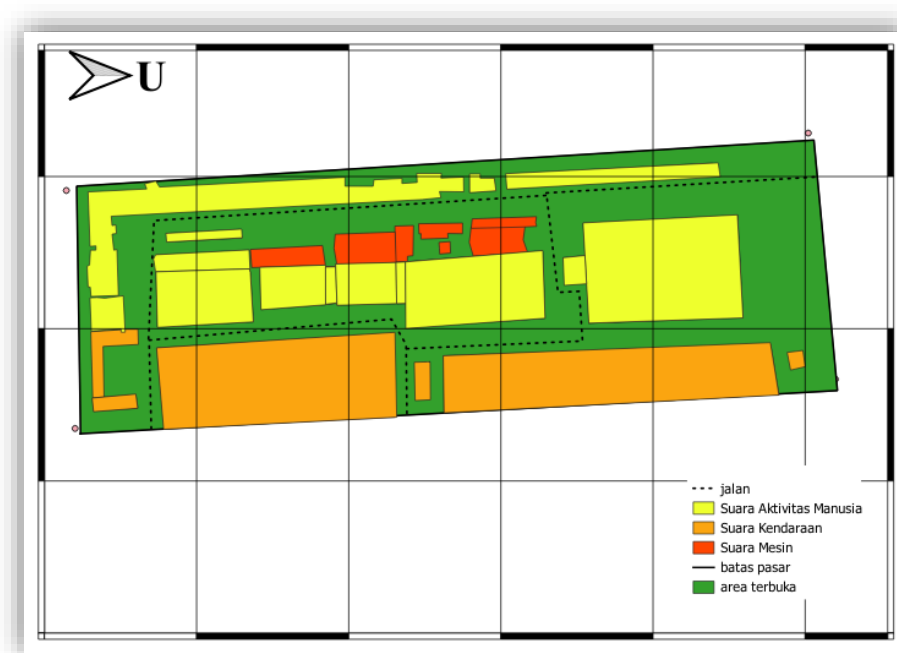 U
jalan
Suara Aktivitas Manusia
Suara Kendaraan
Suara Mesin
batas pasar
area terbuka